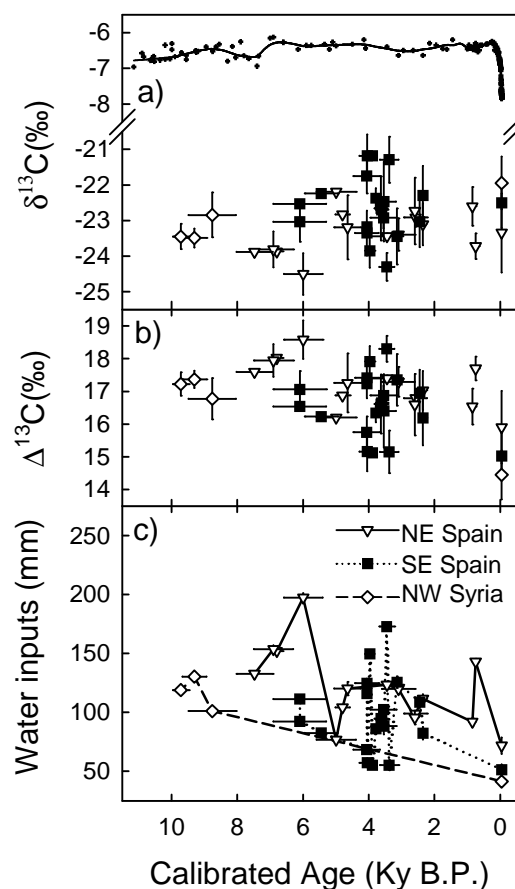 -6
-7
-8
a)
-21
-22
-23
-24
-25
δ¹³C(‰)
19
18
17
16
15
14
b)
Δ¹³C(‰)
250
200
150
100
50
c)
NE Spain
SE Spain
NW Syria
Water inputs (mm)
10 8 6 4 2 0
Calibrated Age (Ky B.P.)